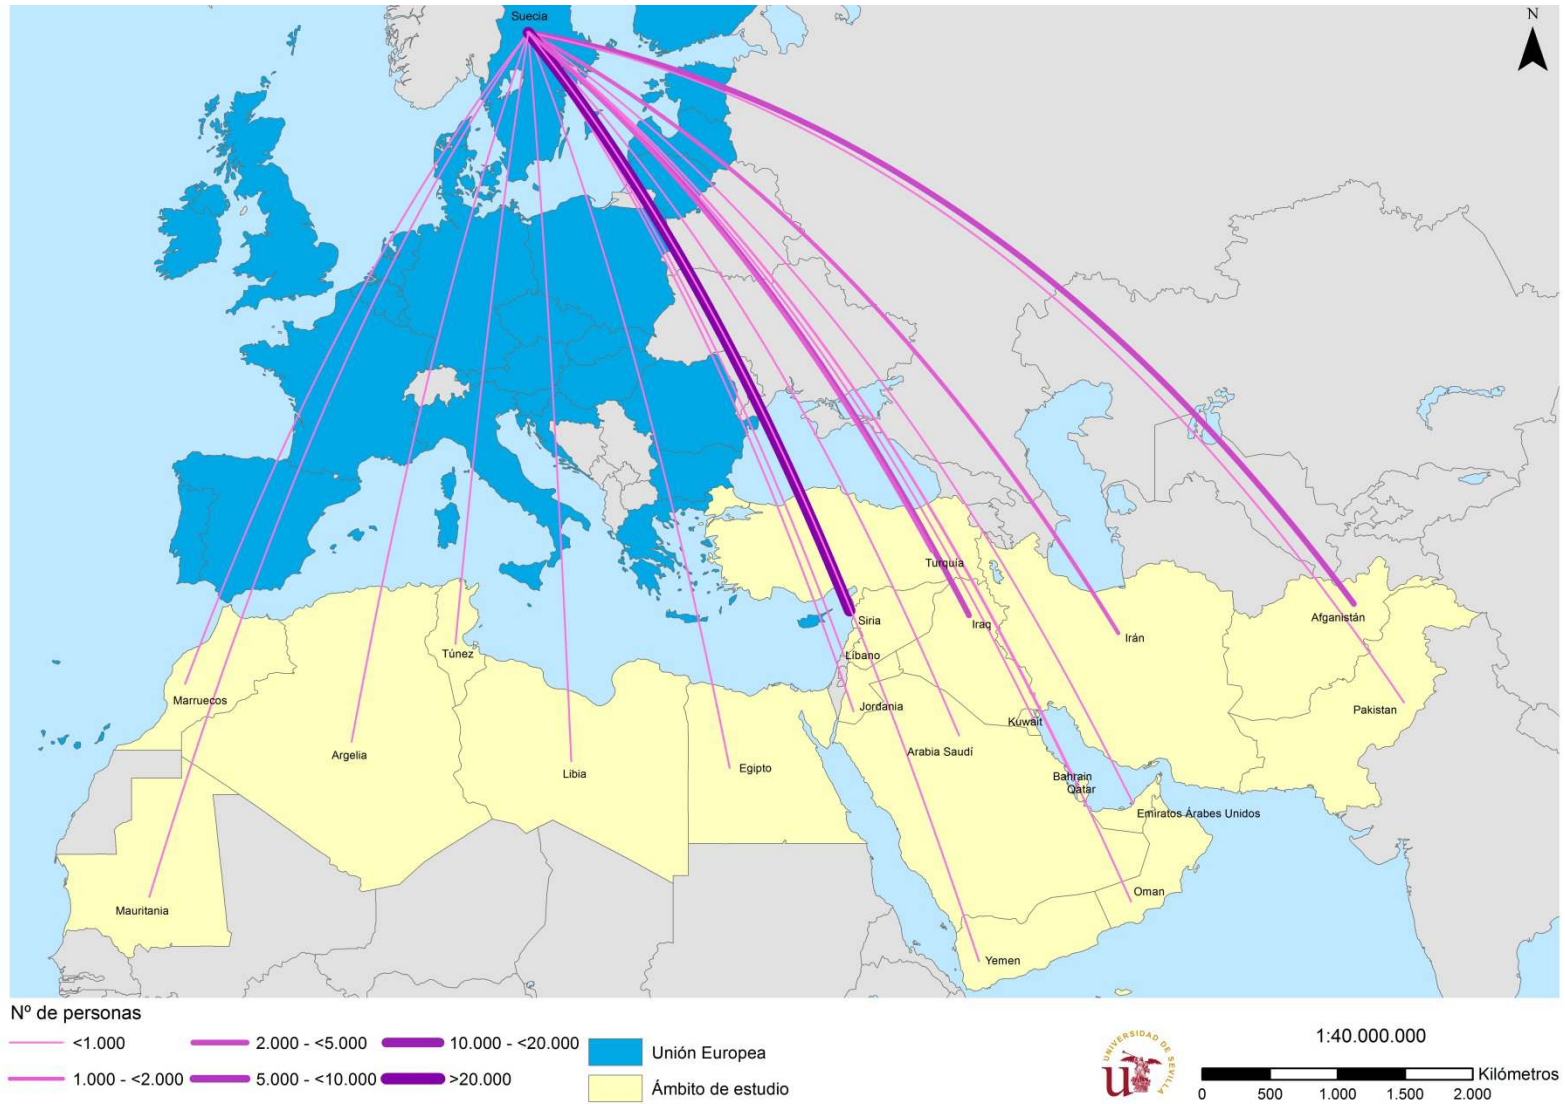 Suecia
N
Turquía
Siria
Iraq
Líbano
Irán
Afganistán
Túnez
Marruecos
Jordania
Kuwait
Pakistan
Argelia
Libia
Egipto
Arabia Saudí
Bahrain
Qatar
Emiratos Árabes Unidos
Mauritania
Oman
Yemen
Nº de personas
<1.000
2.000 - <5.000
10.000 - <20.000
1.000 - <2.000
5.000 - <10.000
>20.000
Unión Europea
Ámbito de estudio
UNIVERSIDAD DE SEVILLA
1:40.000.000
Kilómetros
0 500 1.000 1.500 2.000